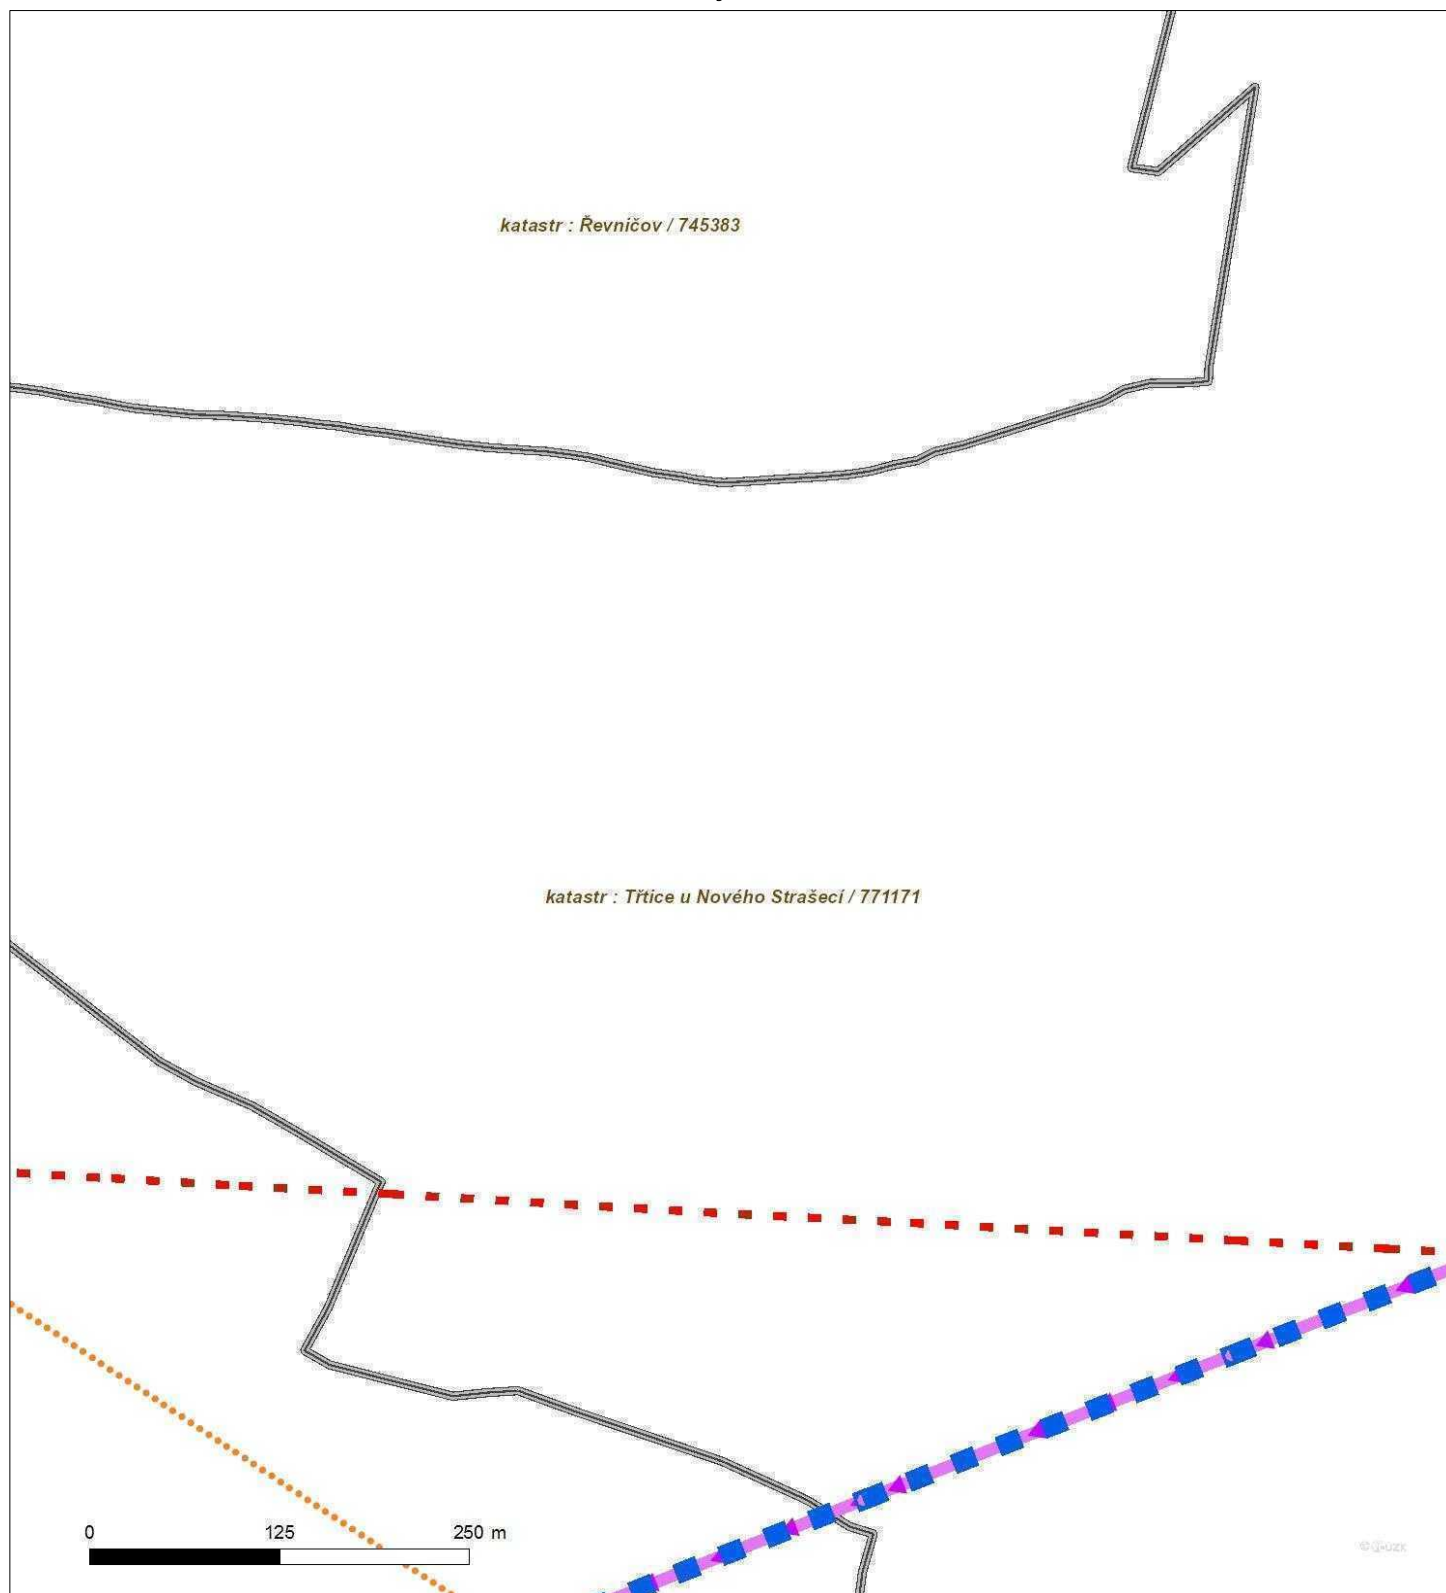 katastr : Řevničov / 745383
katastr : Třtice u Nového Strašecí / 771171
0 125 250 m